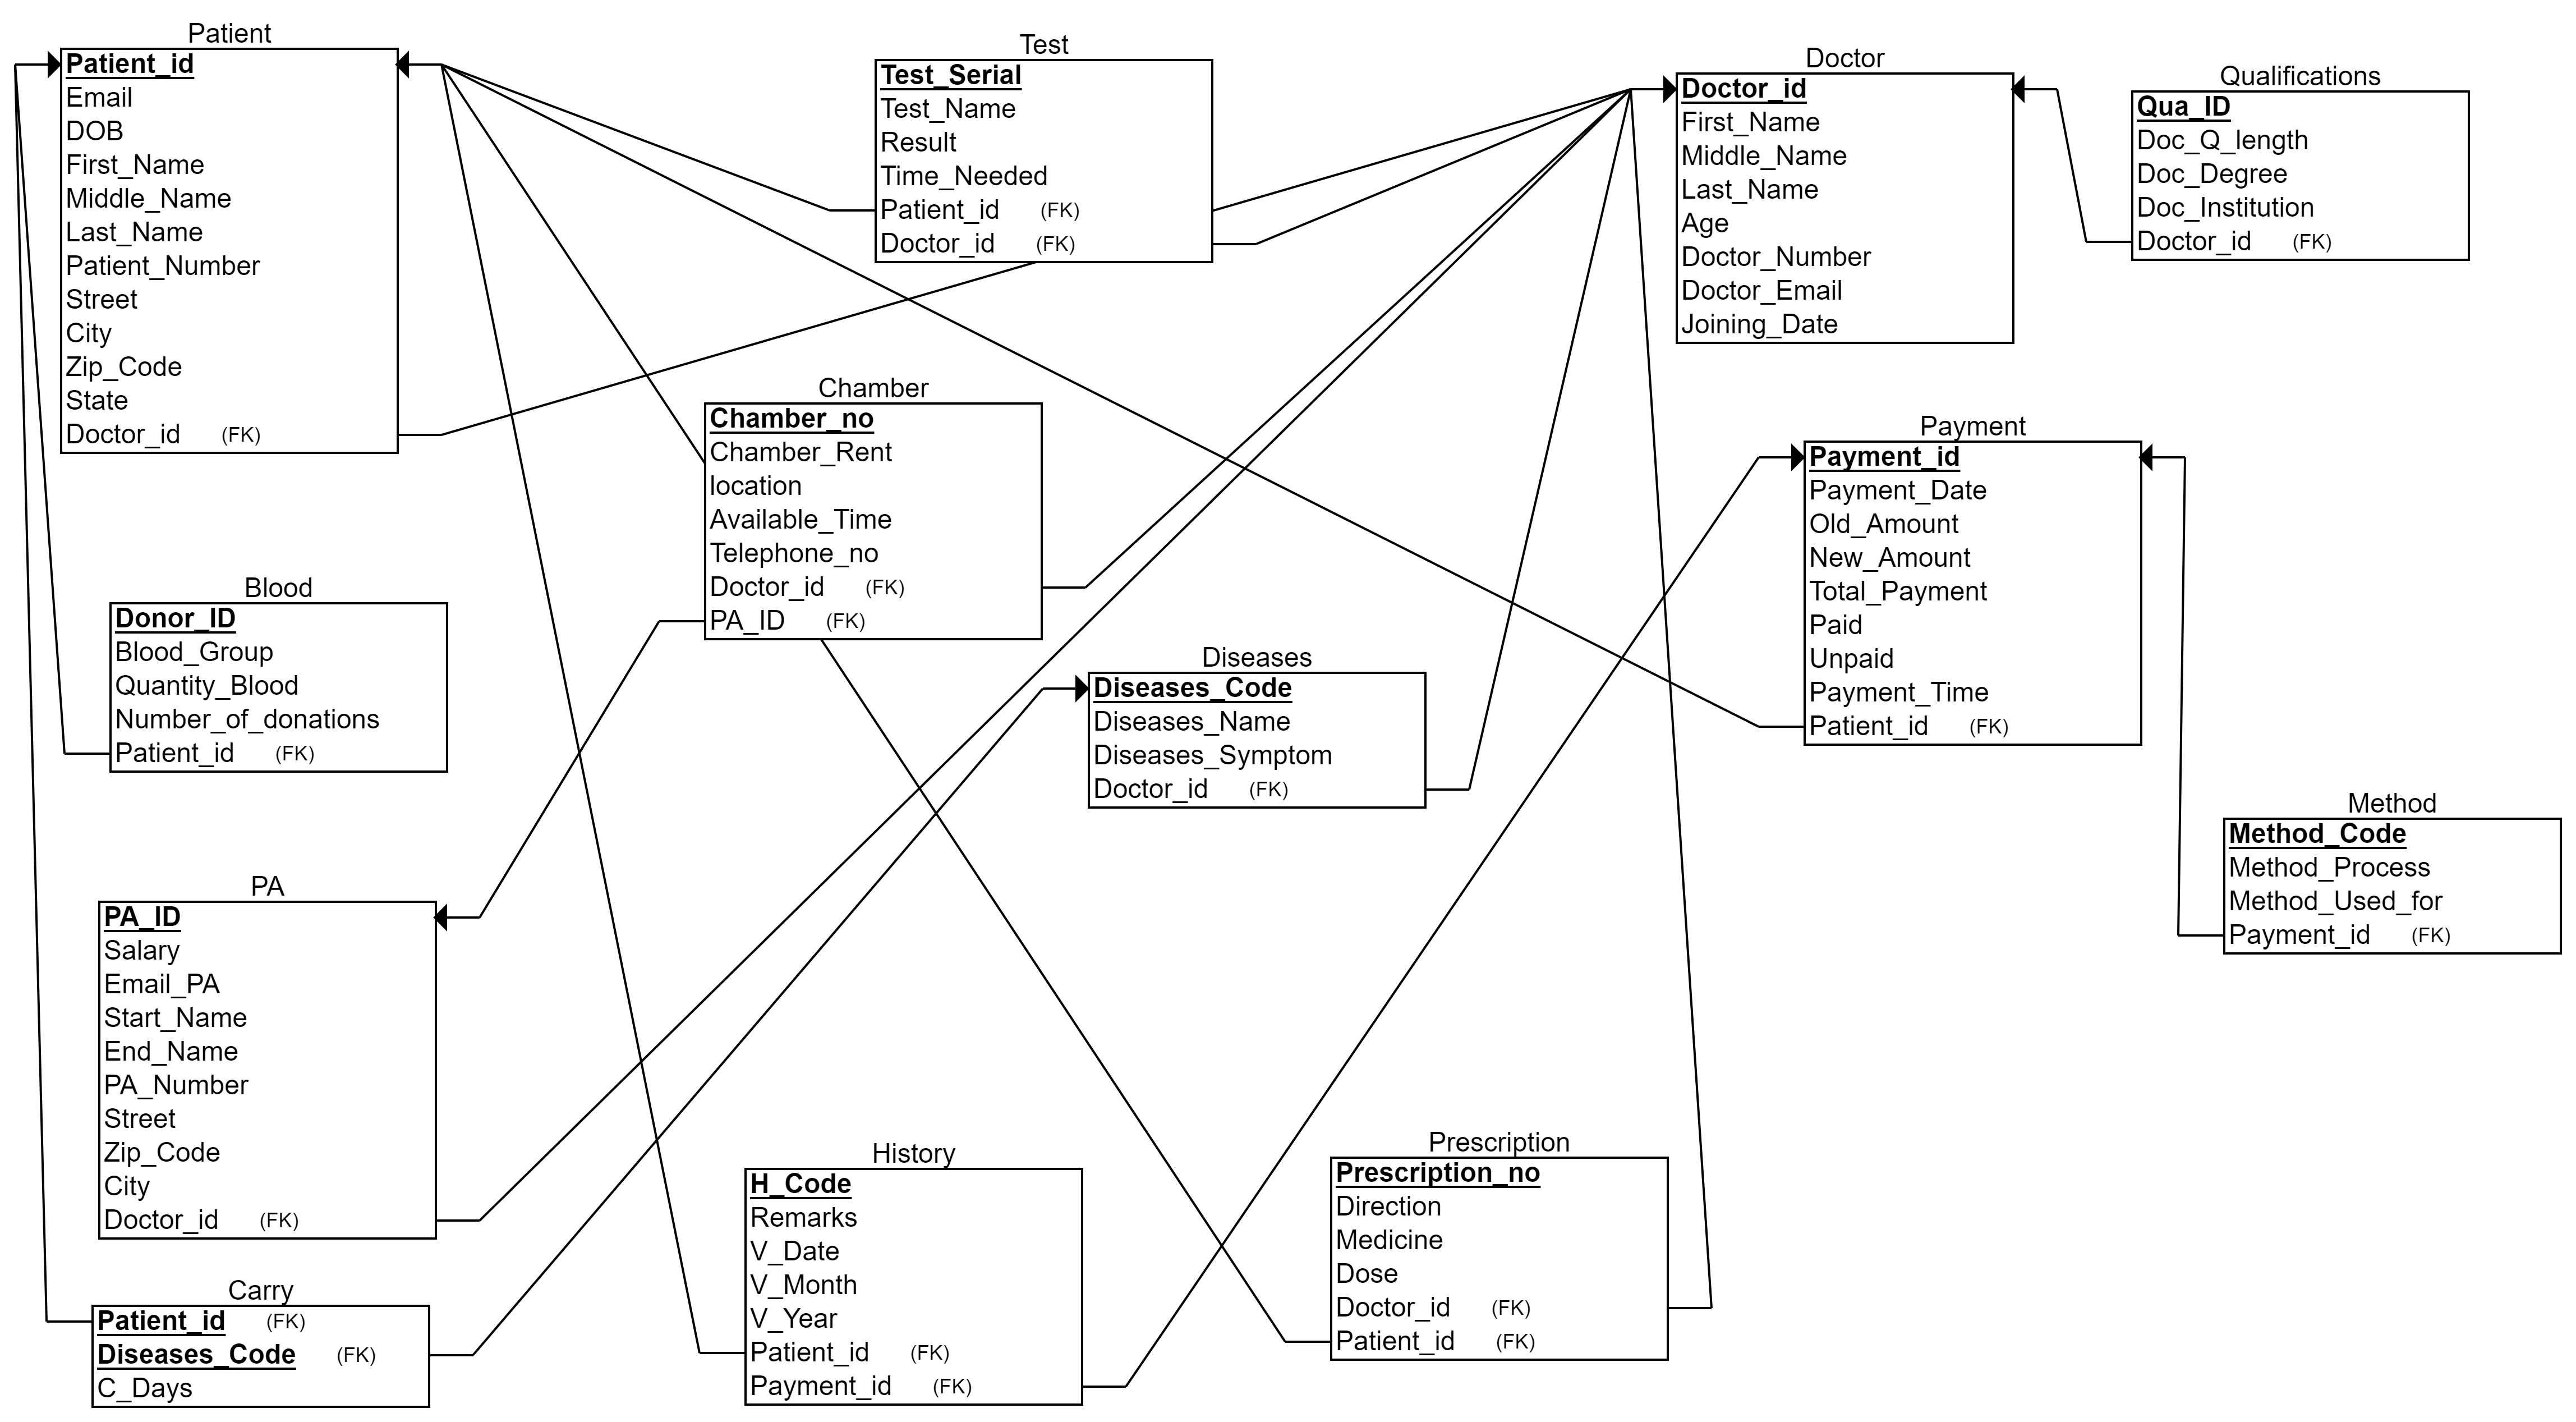 Patient
Patient_id
Email
DOB
First_Name
Middle_Name
Last_Name
Patient_Number
Street
City
Zip_Code
State
Doctor_id (FK)
Test
Test_Serial
Test_Name
Result
Time_Needed
Patient_id (FK)
Doctor_id (FK)
Doctor
Doctor_id
First_Name
Middle_Name
Last_Name
Age
Doctor_Number
Doctor_Email
Joining_Date
Qualifications
Qua_ID
Doc_Q_length
Doc_Degree
Doc_Institution
Doctor_id (FK)
Chamber
Chamber_no
Chamber_Rent
location
Available_Time
Telephone_no
Doctor_id (FK)
PA_ID (FK)
Payment
Payment_id
Payment_Date
Old_Amount
New_Amount
Total_Payment
Paid
Unpaid
Payment_Time
Patient_id (FK)
Blood
Donor_ID
Blood_Group
Quantity_Blood
Number_of_donations
Patient_id (FK)
Diseases
Diseases_Code
Diseases_Name
Diseases_Symptom
Doctor_id (FK)
Method
Method_Code
Method_Process
Method_Used_for
Payment_id (FK)
PA
PA_ID
Salary
Email_PA
Start_Name
End_Name
PA_Number
Street
Zip_Code
City
Doctor_id (FK)
History
H_Code
Remarks
V_Date
V_Month
V_Year
Patient_id (FK)
Payment_id (FK)
Prescription
Prescription_no
Direction
Medicine
Dose
Doctor_id (FK)
Patient_id (FK)
Carry
Patient_id (FK)
Diseases_Code (FK)
C_Days